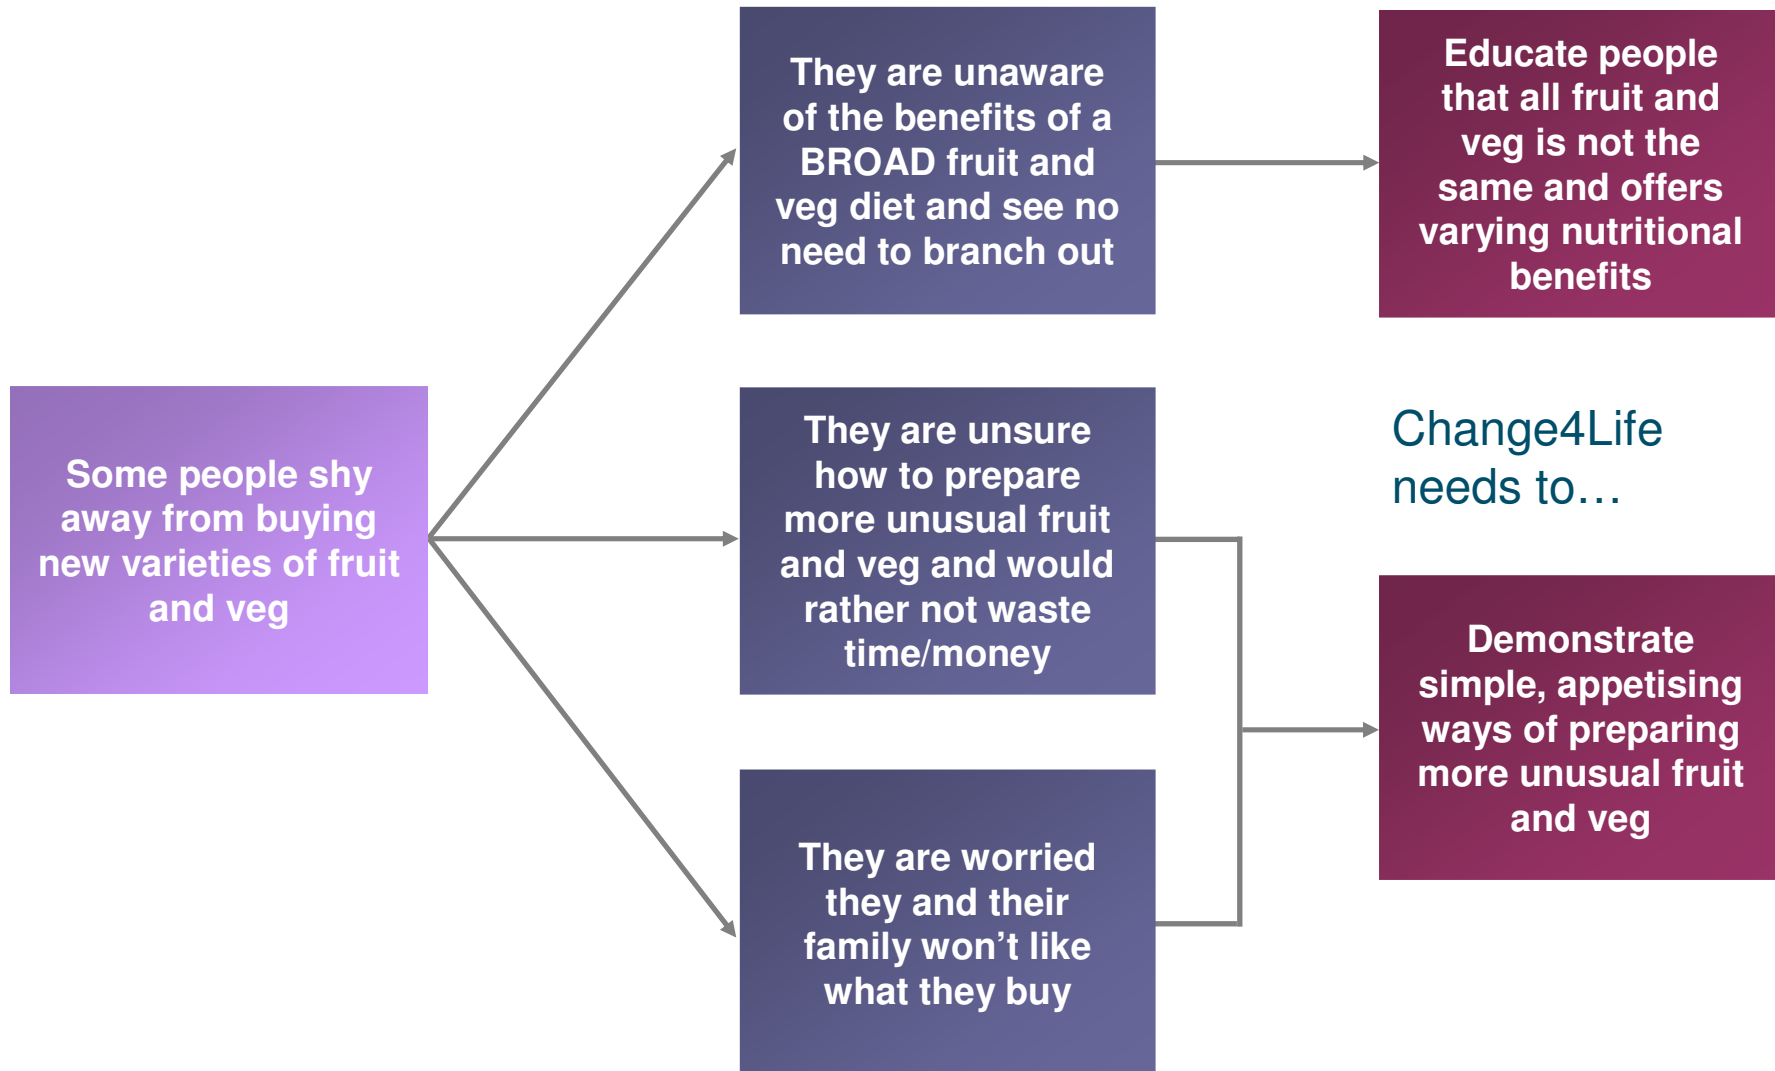 Some people shy
away from buying
new varieties of fruit
and veg
They are unaware
of the benefits of a
BROAD fruit and
veg diet and see no
need to branch out
They are unsure
how to prepare
more unusual fruit
and veg and would
rather not waste
time/money
They are worried
they and their
family won’t like
what they buy
Educate people
that all fruit and
veg is not the
same and offers
varying nutritional
benefits
Change4Life
needs to…
Demonstrate
simple, appetising
ways of preparing
more unusual fruit
and veg